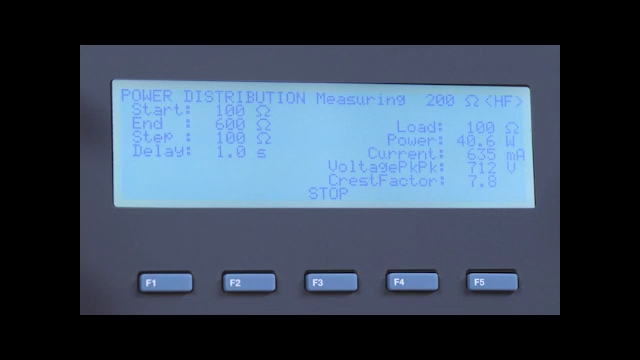 POWER DISTRIBUTION Measuring 200 Ω <HF>
Start: 100 Ω
End : 600 Ω
Step : 100 Ω
Delay: 1.0 s
Load: 100 Ω
Power: 40.6 W
Current: 635 mA
VoltagePkPk: 712 V
CrestFactor: 7.8
STOP
F1 F2 F3 F4 F5